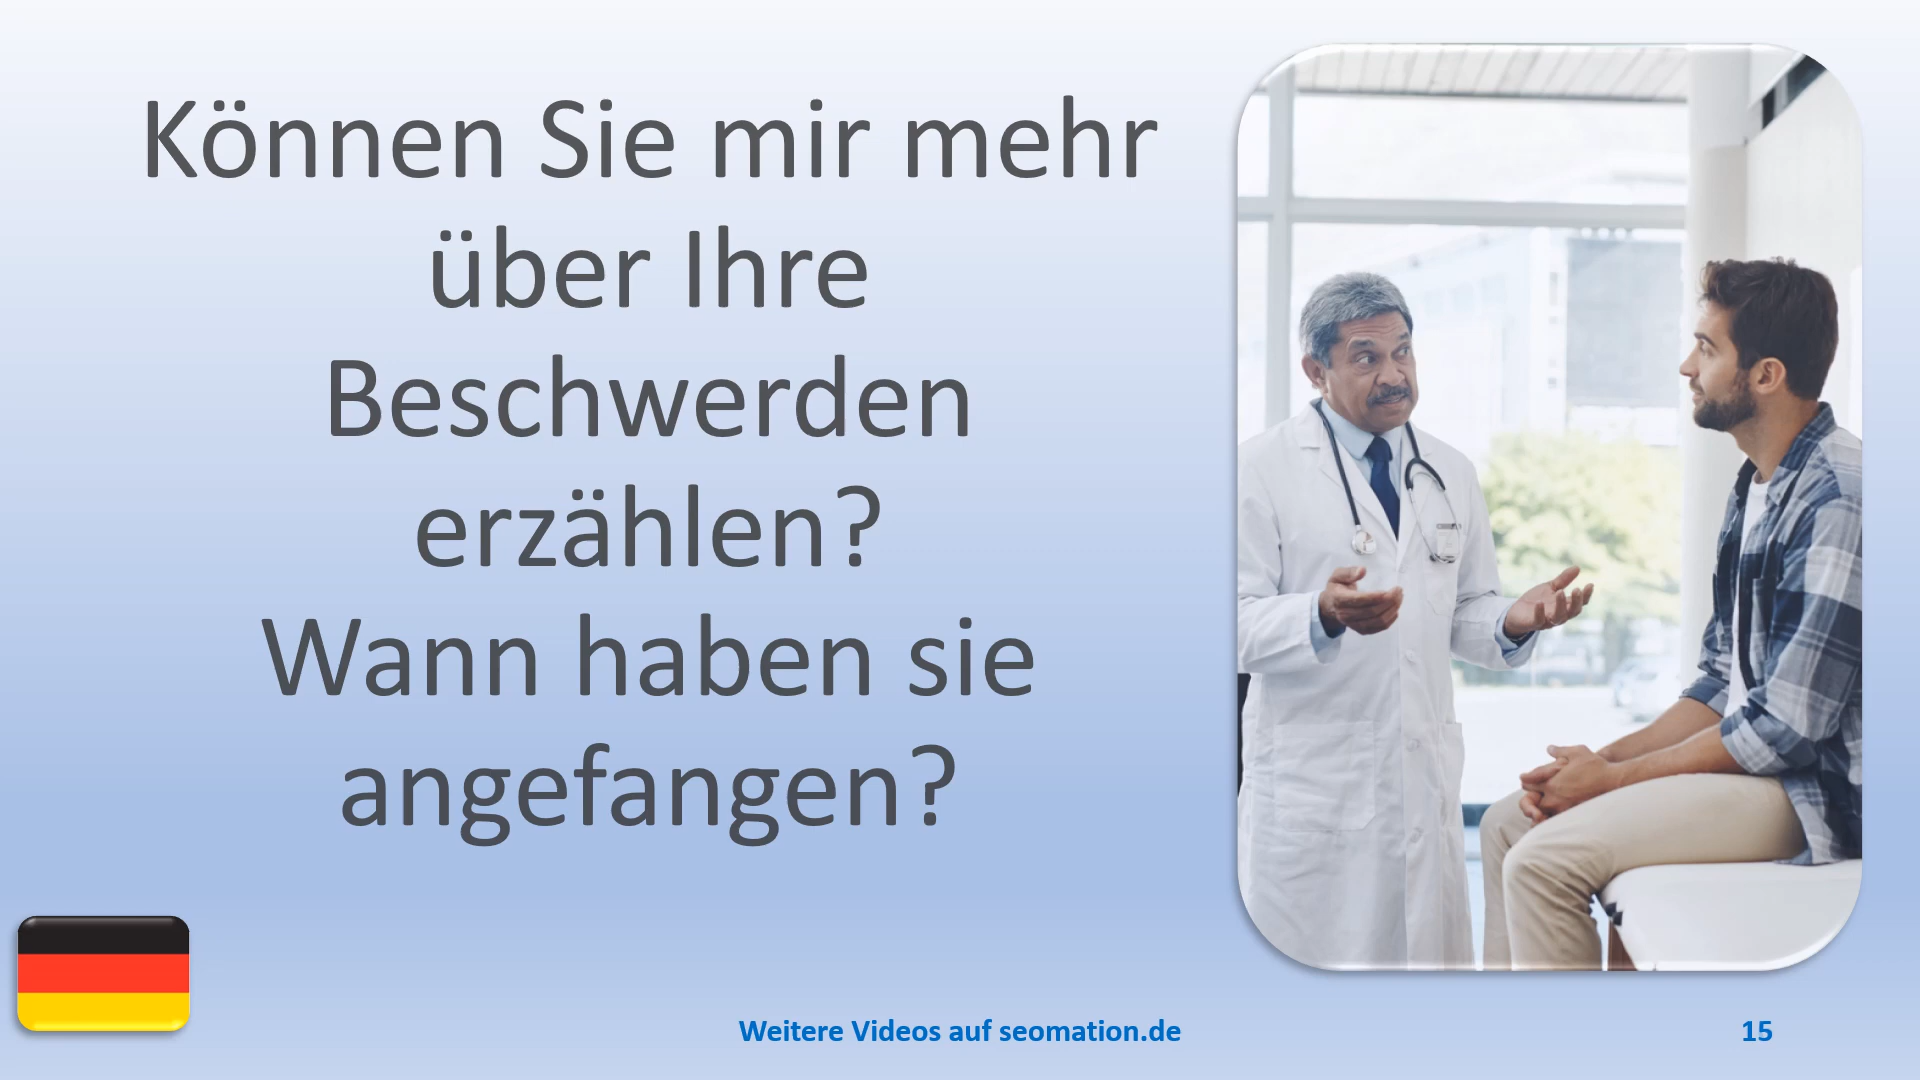 Können Sie mir mehr
über Ihre
Beschwerden
erzählen?
Wann haben sie
angefangen?
Weitere Videos auf seomation.de
15